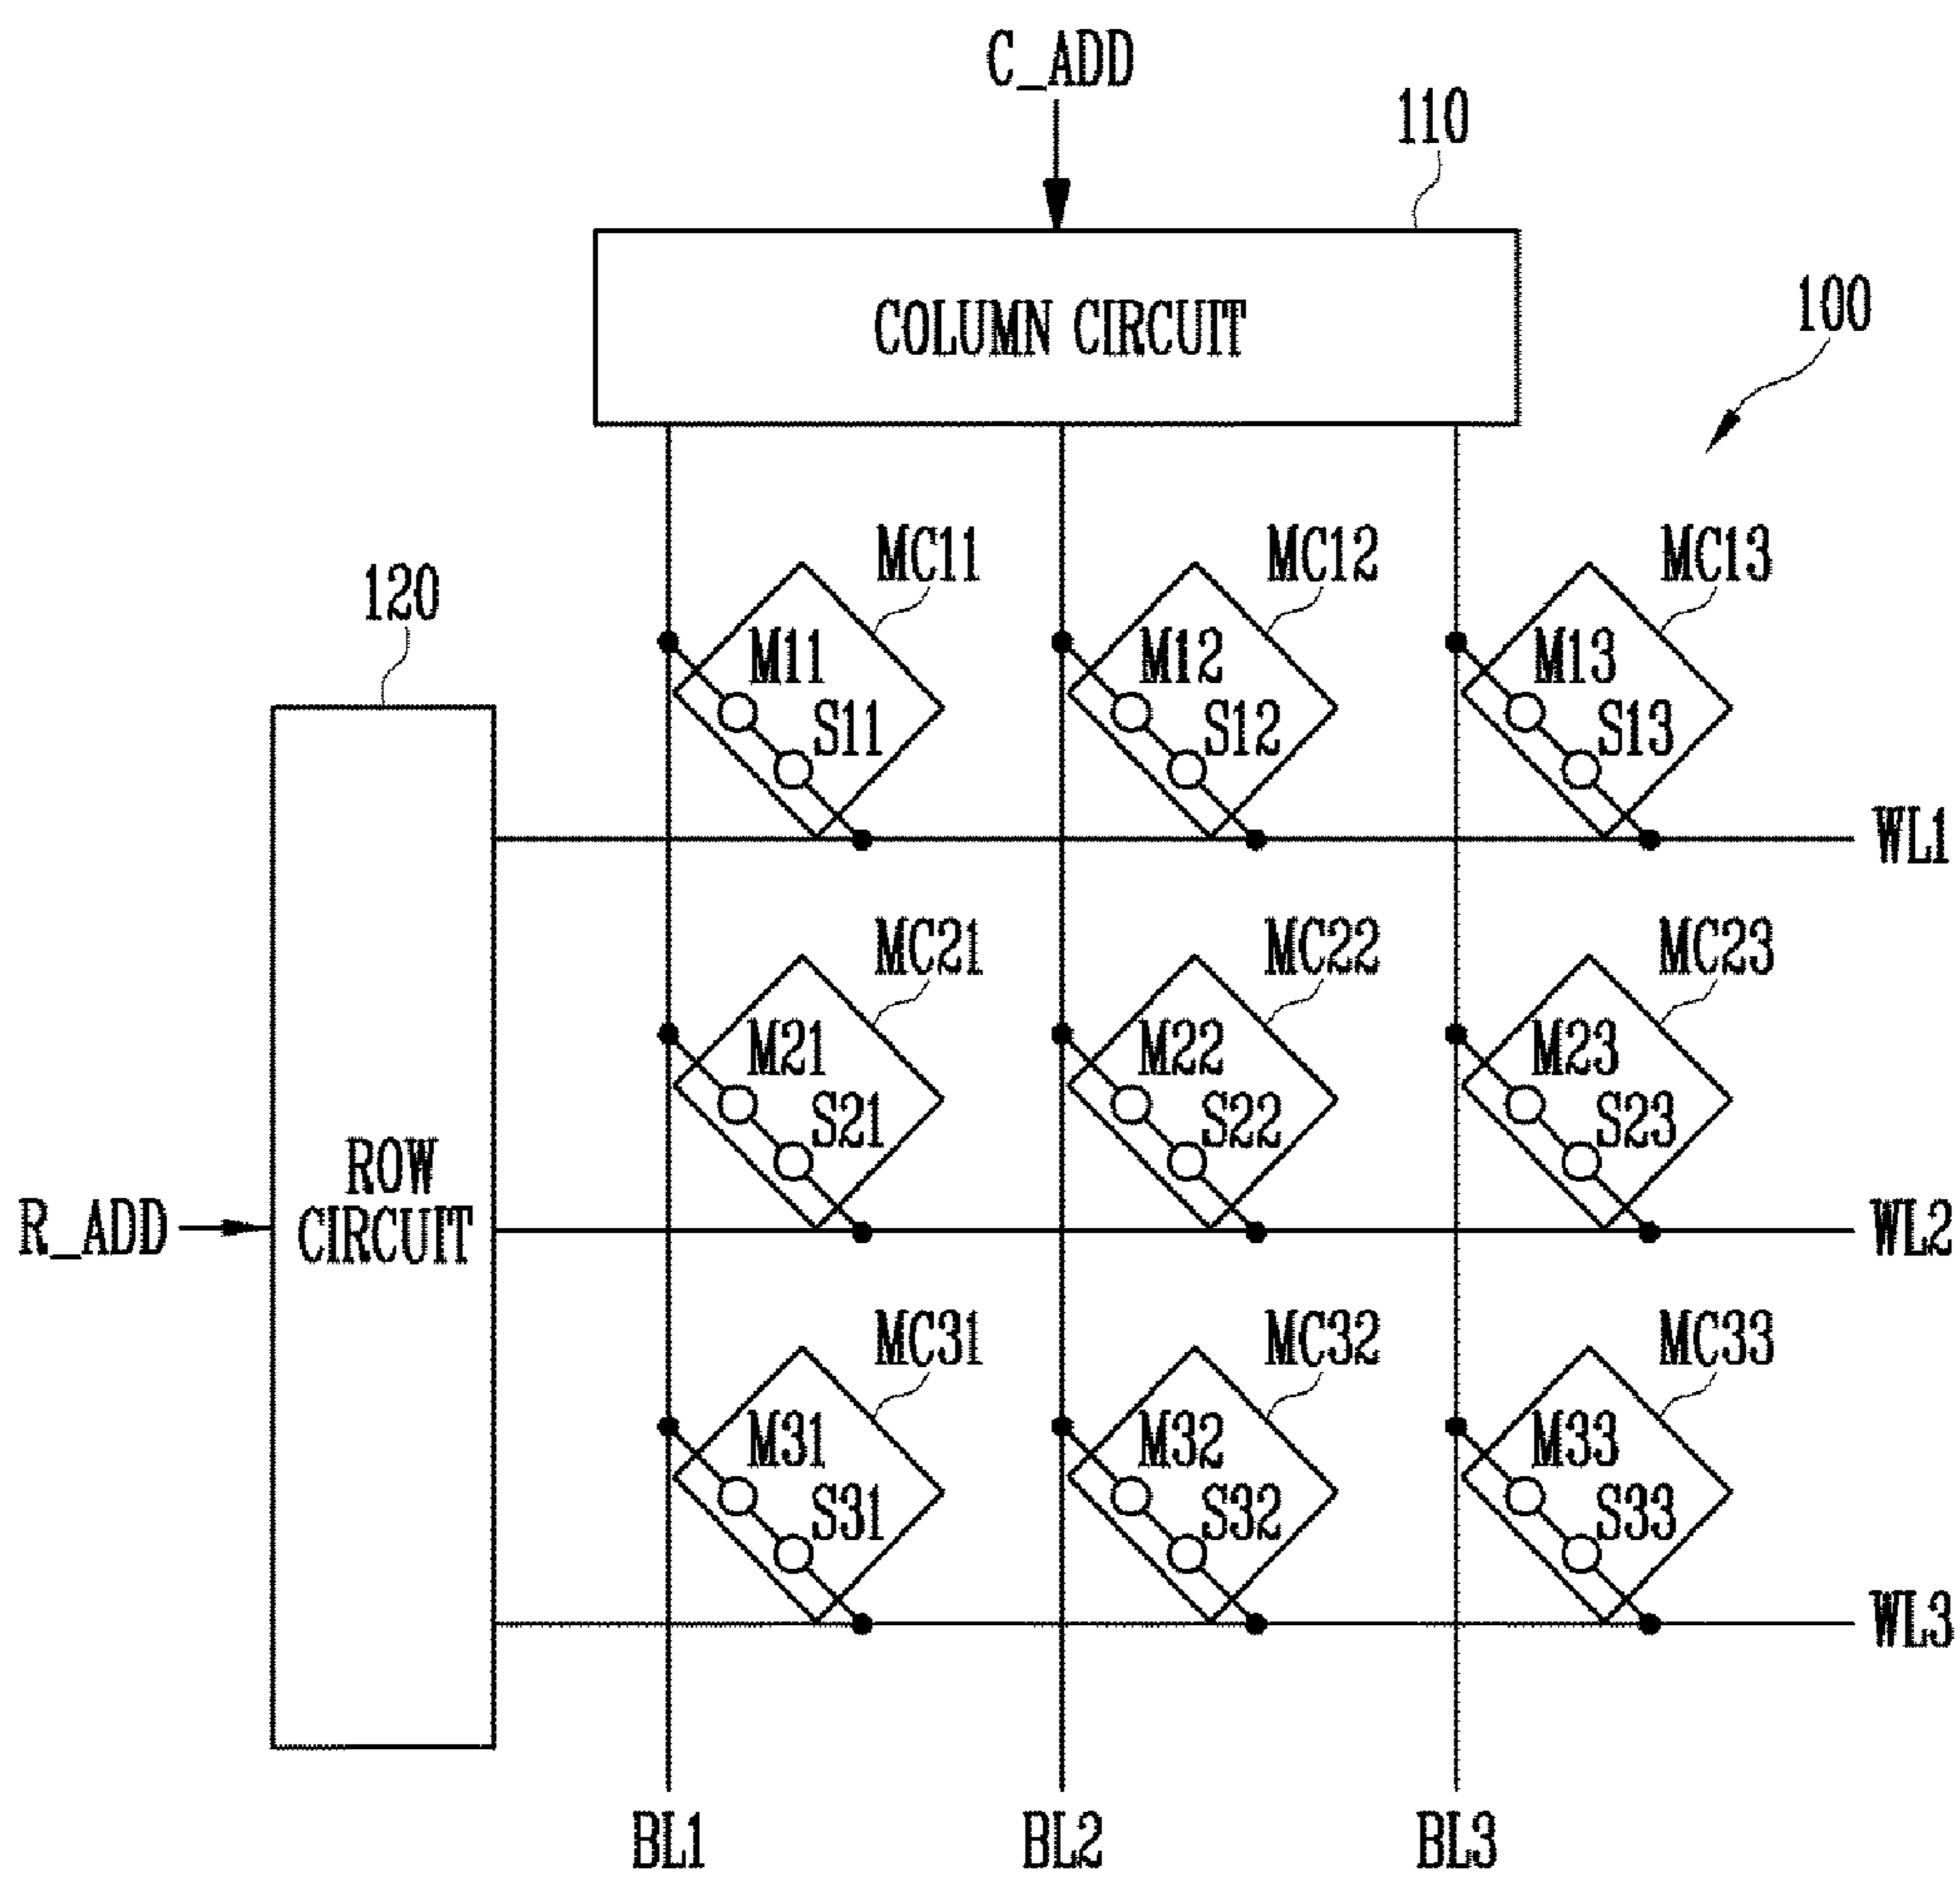 C_ADD
110
COLUMN CIRCUIT
100
MC11
MC12
MC13
120
M11
M12
M13
S11
S12
S13
WL1
MC21
MC22
MC23
M21
M22
M23
S21
S22
S23
ROW
CIRCUIT
R_ADD
WL2
MC31
MC32
MC33
M31
M32
M33
S31
S32
S33
WL3
BL1
BL2
BL3